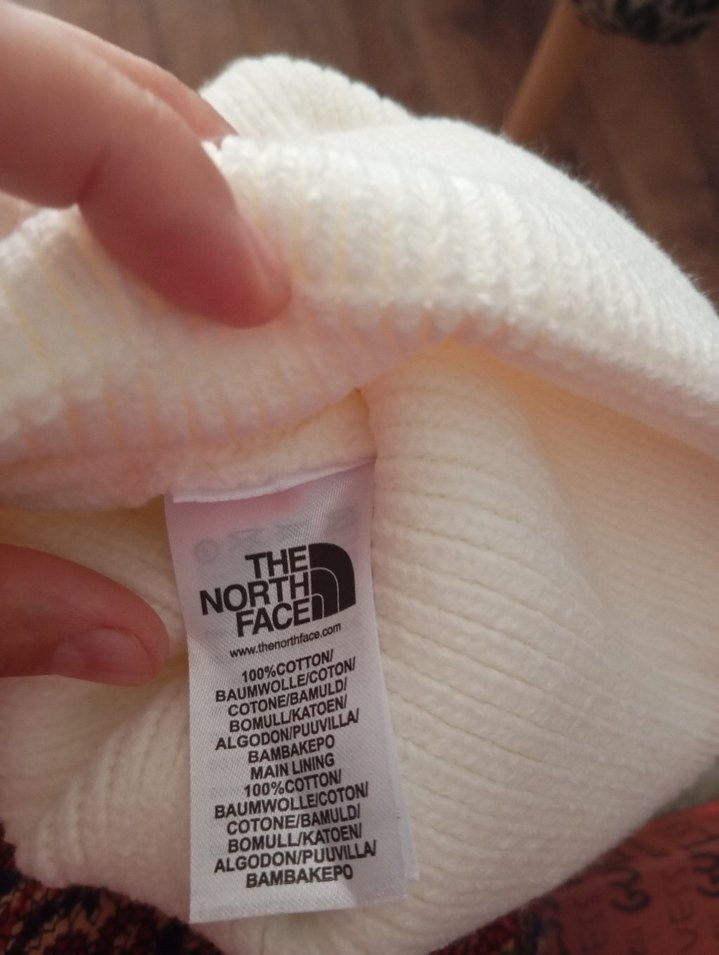 THE
NORTH
FACE
www.thenorthface.com
100%COTTON/
BAUMWOLLE/COTON/
COTONE/BAMULD/
BOMULL/KATOEN/
ALGODON/PUUVILLA/
BAMBAKEPO
MAIN LINING
100%COTTON/
BAUMWOLLE/COTON/
COTONE/BAMULD/
BOMULL/KATOEN/
ALGODON/PUUVILLA/
BAMBAKEPO